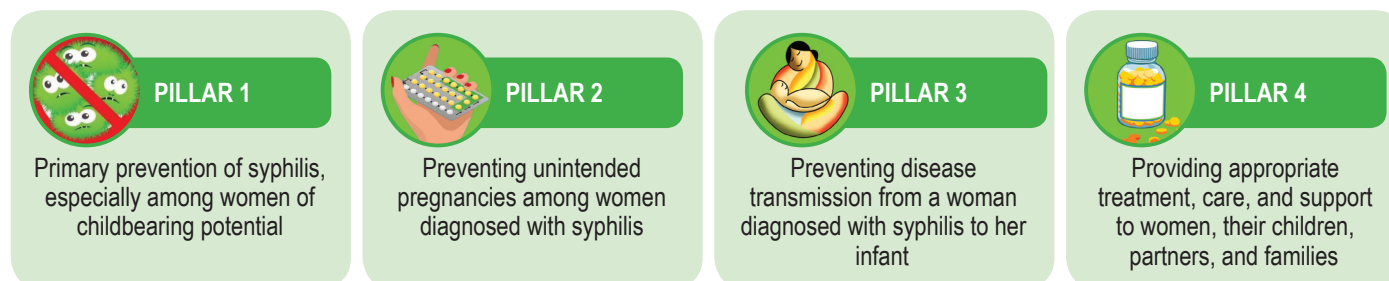 PILLAR 1
Primary prevention of syphilis,
especially among women of
childbearing potential
PILLAR 2
Preventing unintended
pregnancies among women
diagnosed with syphilis
PILLAR 3
Preventing disease
transmission from a woman
diagnosed with syphilis to her
infant
PILLAR 4
Providing appropriate
treatment, care, and support
to women, their children,
partners, and families